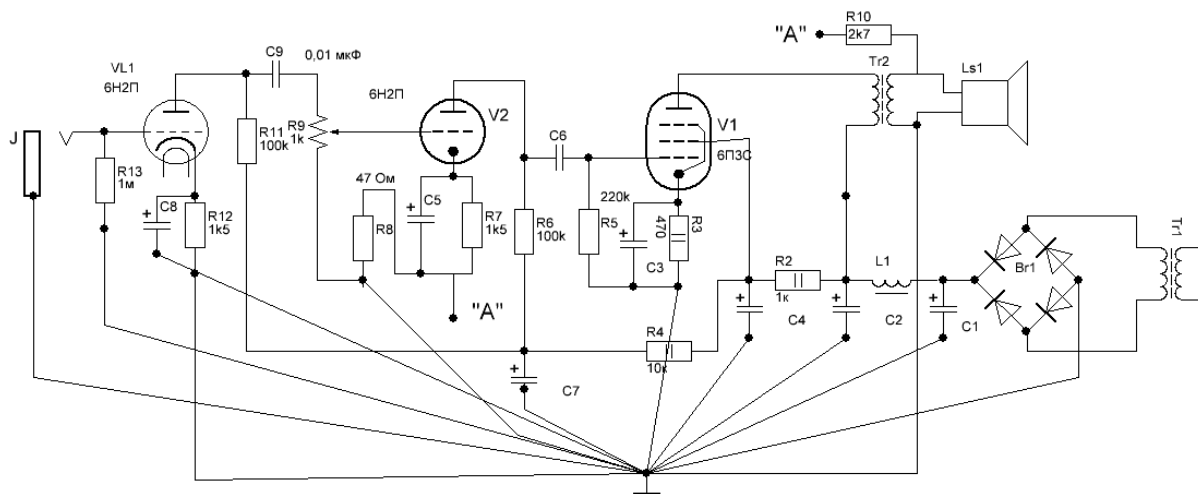 R10
"A"
2k7
Tr2
Ls1
C9
0,01 мкФ
VL1
6Н2П
6Н2П
V2
V1
6П3С
J
R11
100k
R9
1k
C6
R13
1м
47 Ом
220k
C8
R12
1k5
R8
C5
R7
1k5
R6
100k
R5
R3
470
C3
R2
1к
L1
Br1
Tr1
"A"
C4
C2
C1
R4
10к
C7